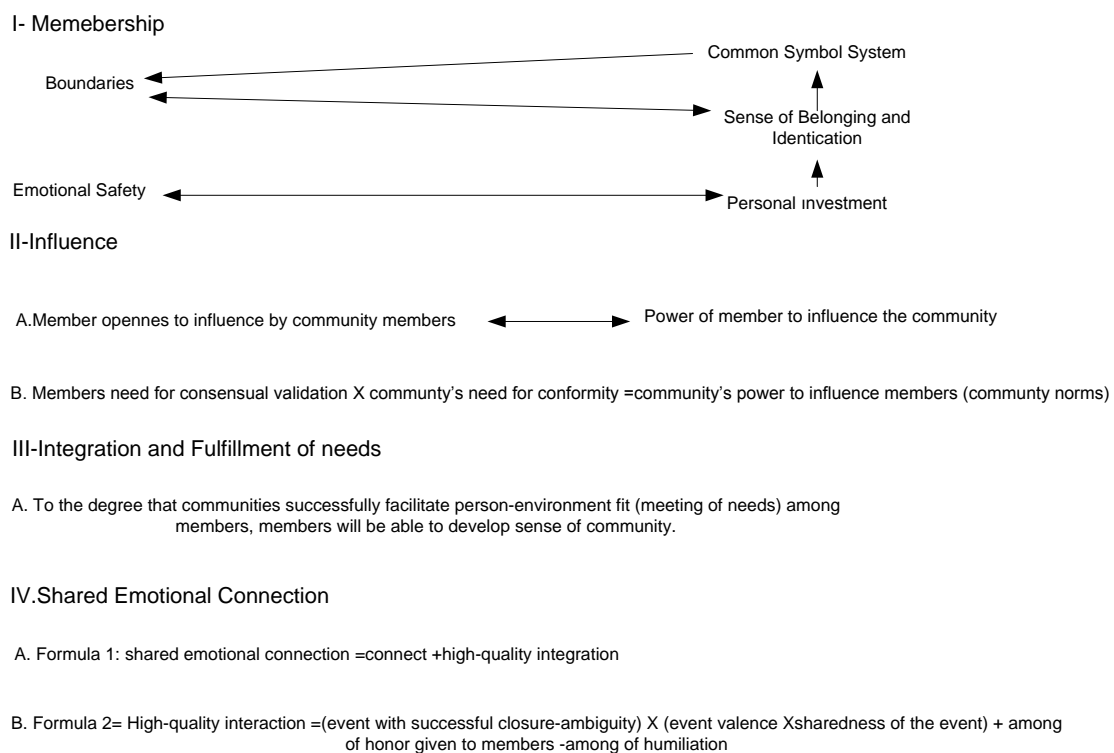 I- Memebership
Common Symbol System
Boundaries
Sense of Belonging and
Identication
Emotional Safety
Personal investment
II-Influence
A.Member opennes to influence by community members
Power of member to influence the community
B. Members need for consensual validation X communty's need for conformity =community's power to influence members (communty norms)
III-Integration and Fulfillment of needs
A. To the degree that communities successfully facilitate person-environment fit (meeting of needs) among
members, members will be able to develop sense of community.
IV.Shared Emotional Connection
A. Formula 1: shared emotional connection =connect +high-quality integration
B. Formula 2= High-quality interaction =(event with successful closure-ambiguity) X (event valence Xsharedness of the event) + among
of honor given to members -among of humiliation